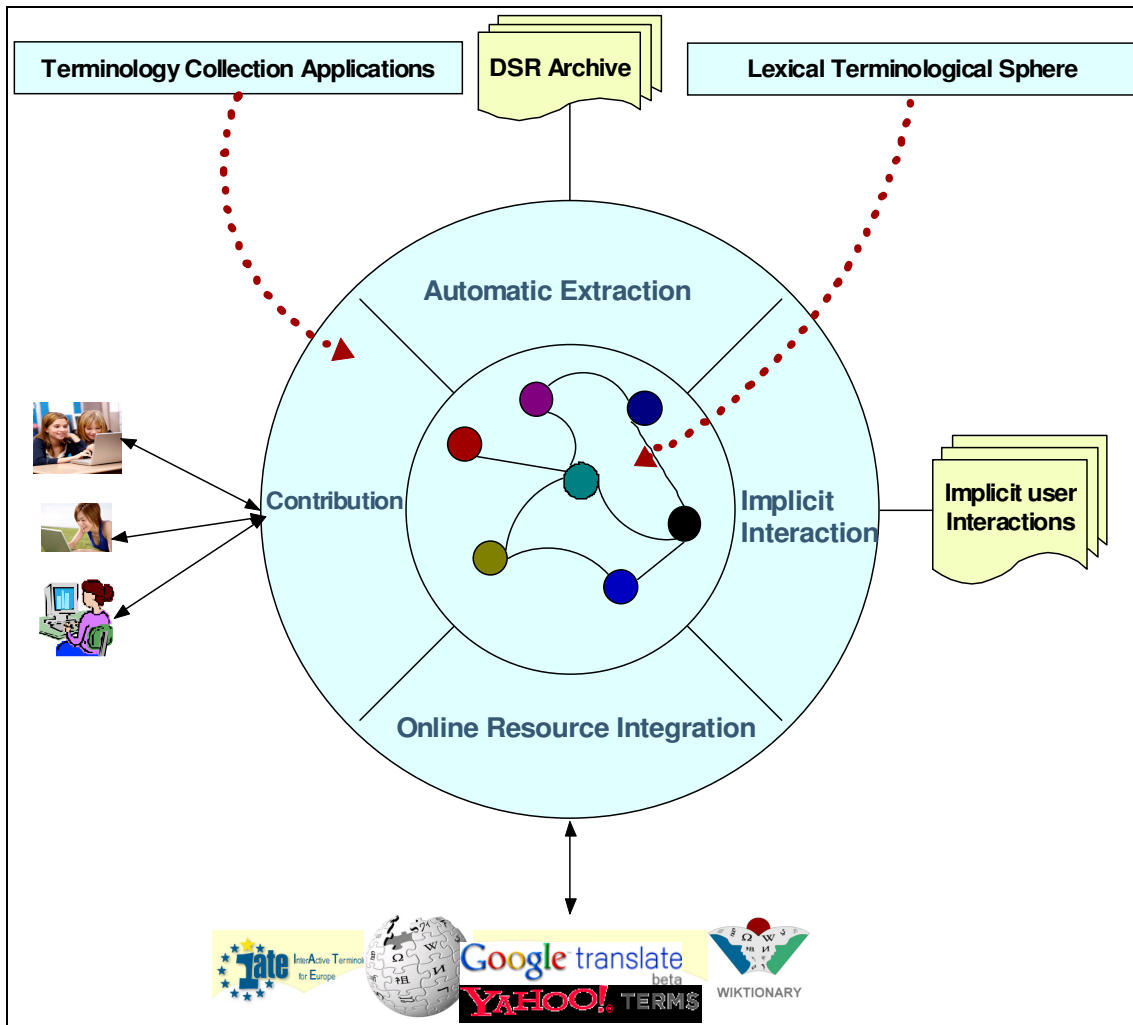 Terminology Collection Applications
DSR Archive
Lexical Terminological Sphere
Automatic Extraction
Contribution
Implicit
Interaction
Implicit user
Interactions
Online Resource Integration
Iate
InterActive Terminol
for Europe
Google translate
beta
YAHOO! TERMS
WIKTIONARY